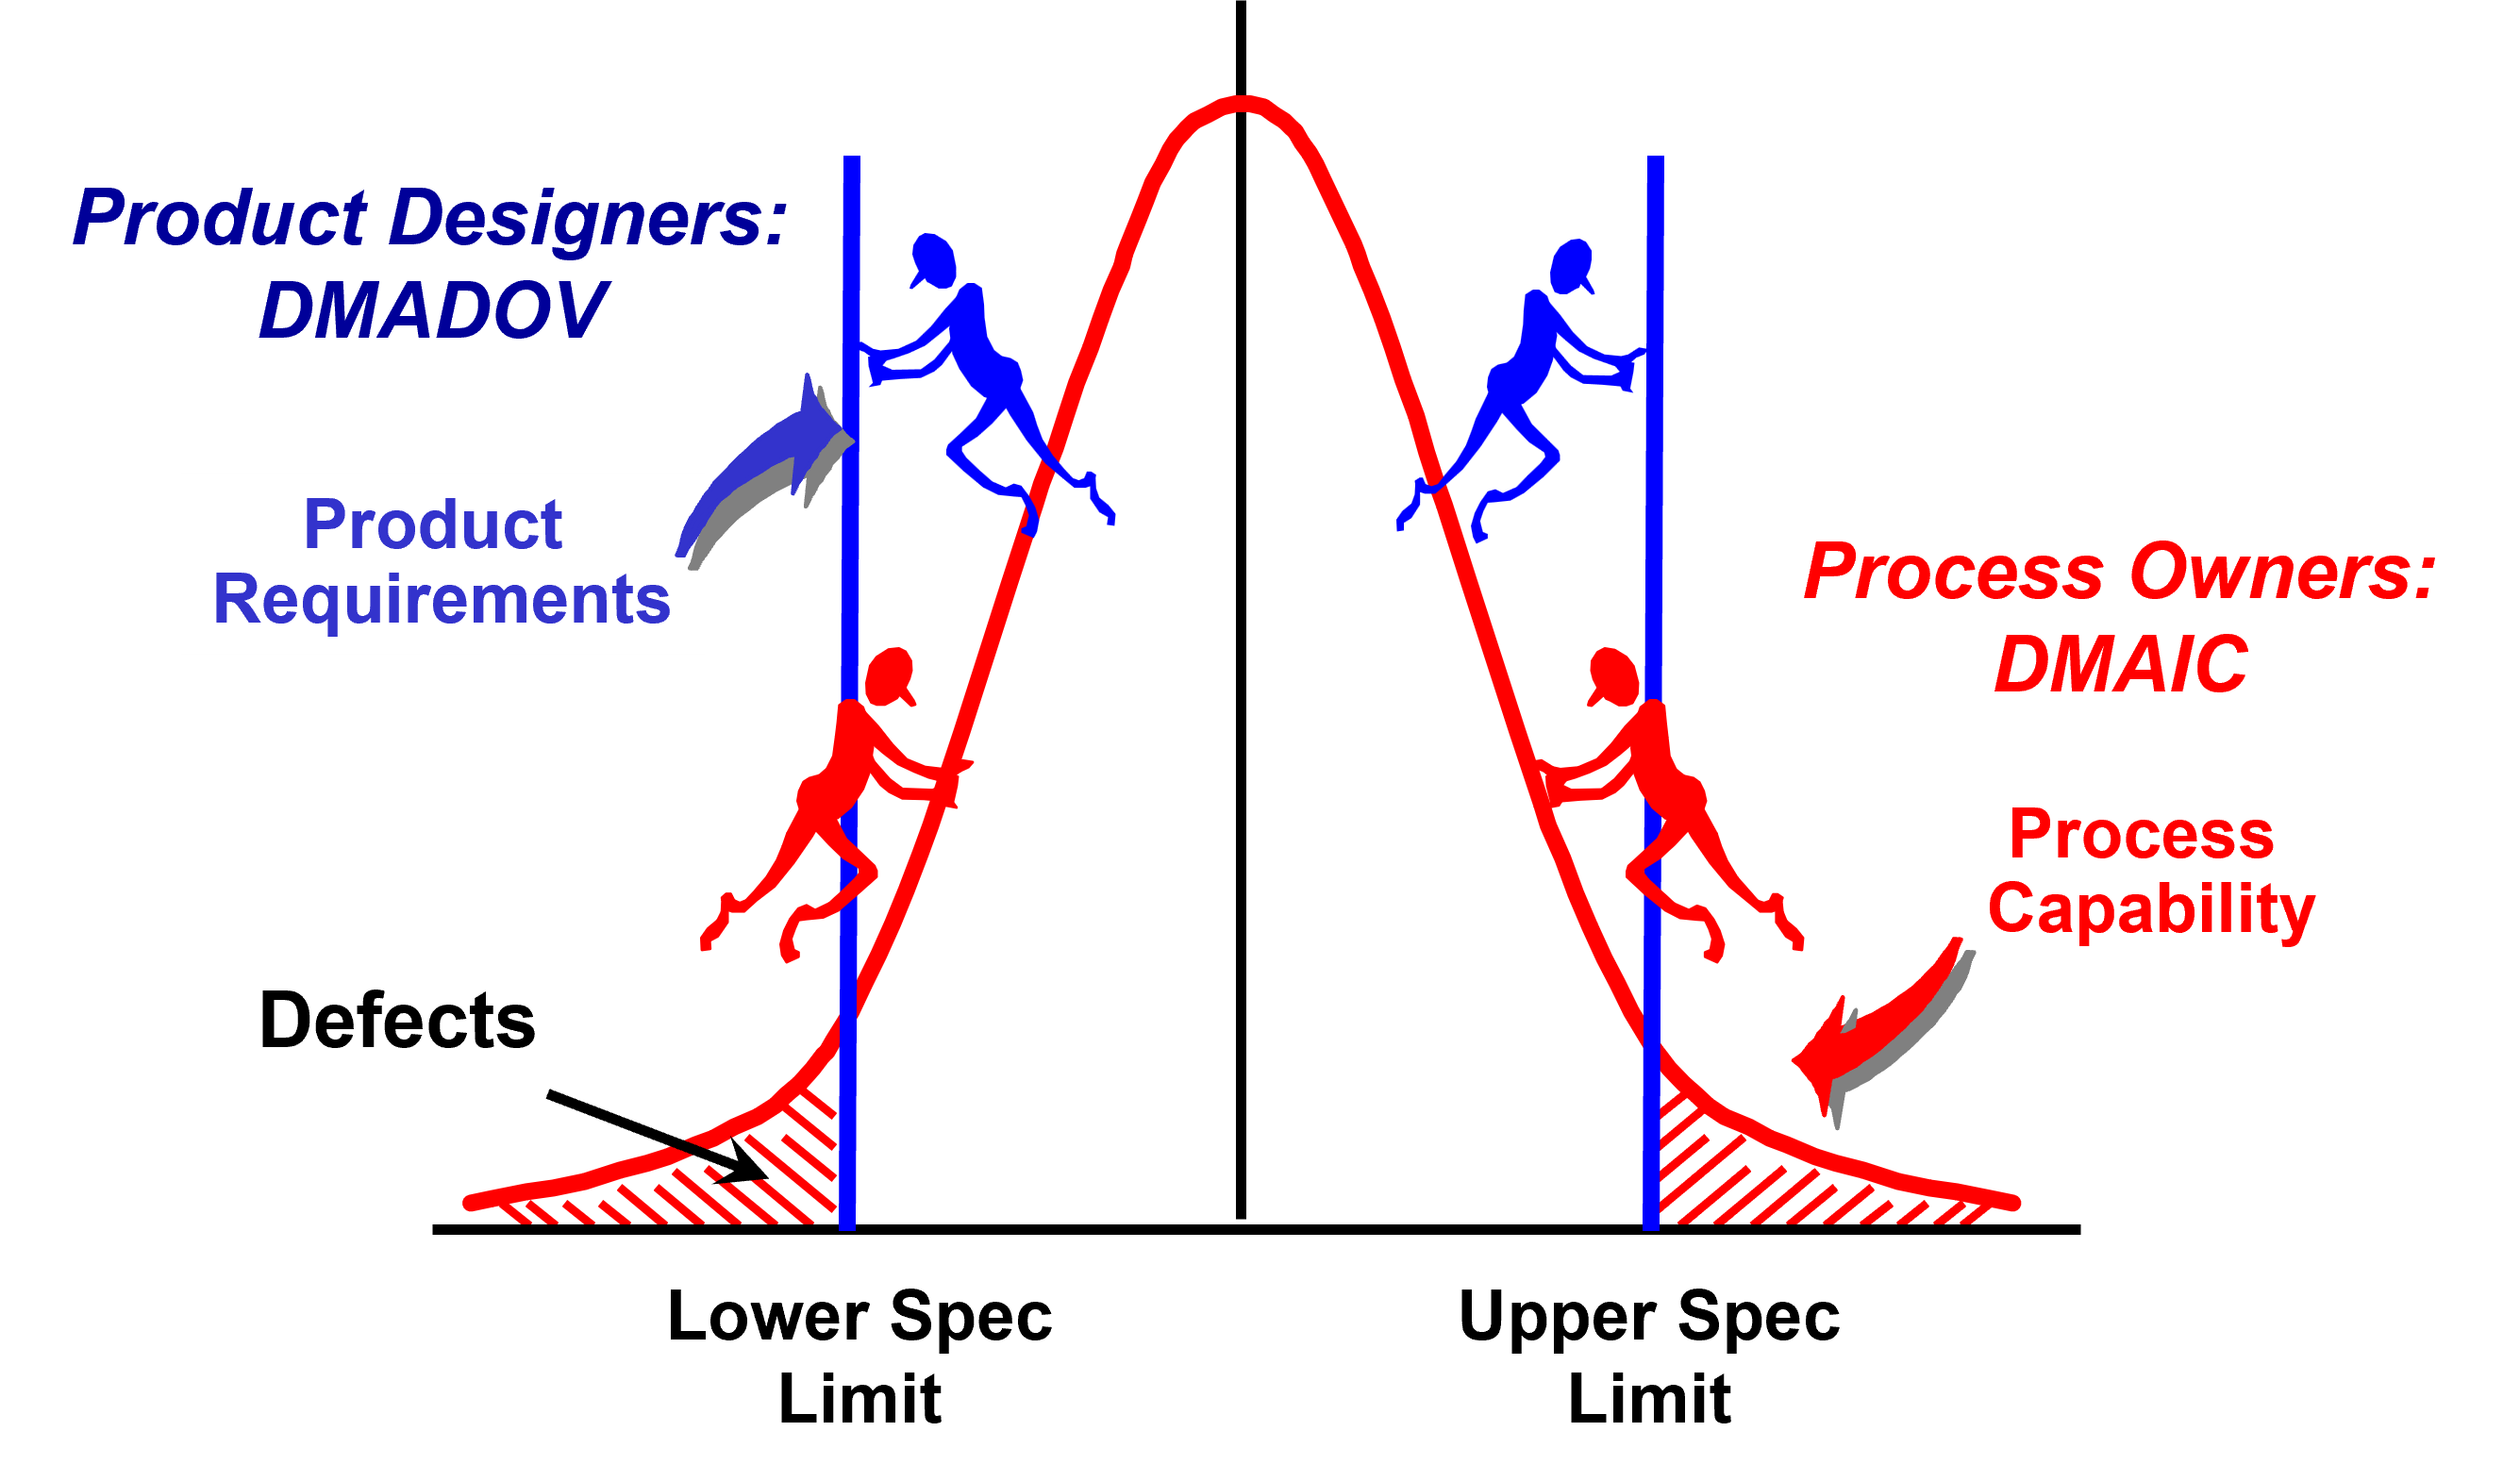 Product Designers:
DMADOV
Product
Requirements
Process Owners:
DMAIC
Process
Capability
Defects
Lower Spec
Limit
Upper Spec
Limit